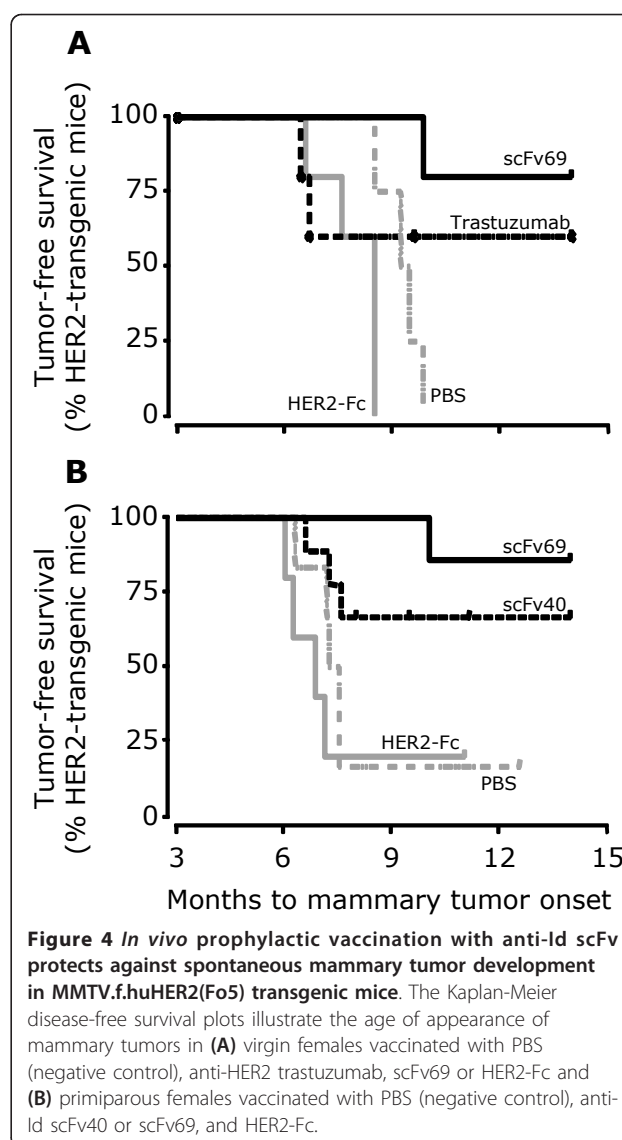 A
Tumor-free survival
(% HER2-transgenic mice)
100
75
50
25
0
scFv69
Trastuzumab
HER2-Fc
PBS
B
Tumor-free survival
(% HER2-transgenic mice)
100
75
50
25
0
scFv69
scFv40
HER2-Fc
PBS
3 6 9 12 15
Months to mammary tumor onset
Figure 4 In vivo prophylactic vaccination with anti-Id scFv
protects against spontaneous mammary tumor development
in MMTV.f.huHER2(Fo5) transgenic mice. The Kaplan-Meier
disease-free survival plots illustrate the age of appearance of
mammary tumors in (A) virgin females vaccinated with PBS
(negative control), anti-HER2 trastuzumab, scFv69 or HER2-Fc and
(B) primiparous females vaccinated with PBS (negative control), anti-
Id scFv40 or scFv69, and HER2-Fc.